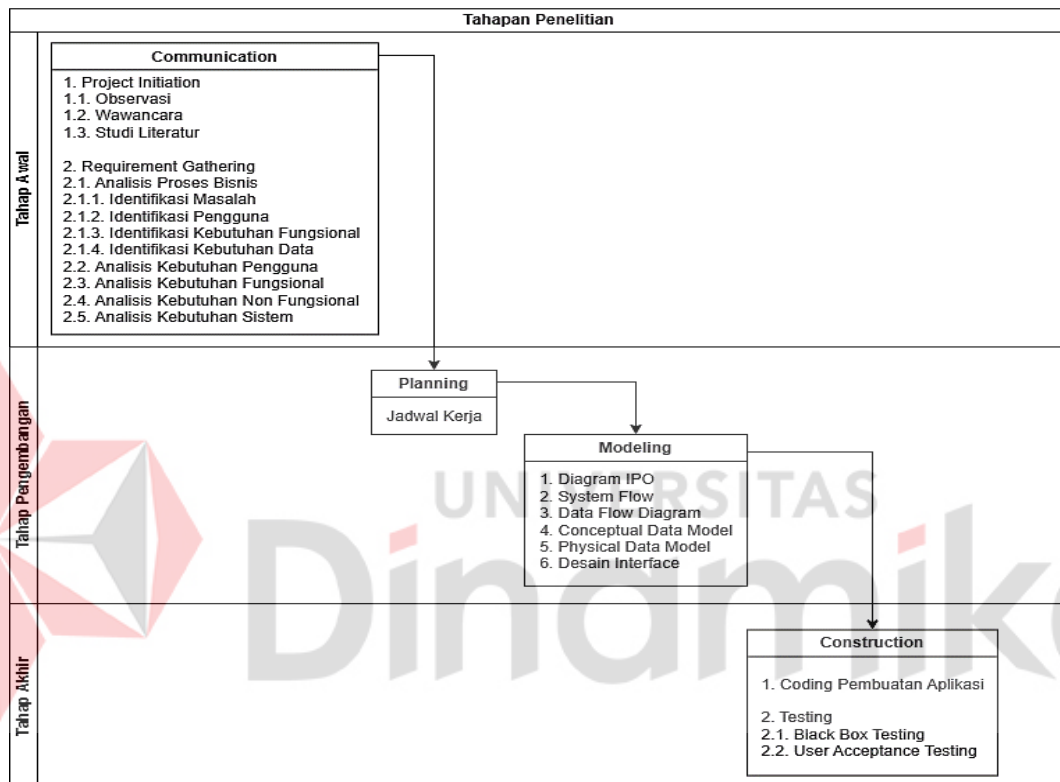 Tahapan Penelitian
Tahap Awal
Communication
1. Project Initiation
1.1. Observasi
1.2. Wawancara
1.3. Studi Literatur
2. Requirement Gathering
2.1. Analisis Proses Bisnis
2.1.1. Identifikasi Masalah
2.1.2. Identifikasi Pengguna
2.1.3. Identifikasi Kebutuhan Fungsional
2.1.4. Identifikasi Kebutuhan Data
2.2. Analisis Kebutuhan Pengguna
2.3. Analisis Kebutuhan Fungsional
2.4. Analisis Kebutuhan Non Fungsional
2.5. Analisis Kebutuhan Sistem
Tahap Pengembangan
Planning
Jadwal Kerja
Modeling
1. Diagram IPO
2. System Flow
3. Data Flow Diagram
4. Conceptual Data Model
5. Physical Data Model
6. Desain Interface
UNIVERSITAS
Dinamika
Tahap Akhir
Construction
1. Coding Pembuatan Aplikasi
2. Testing
2.1. Black Box Testing
2.2. User Acceptance Testing